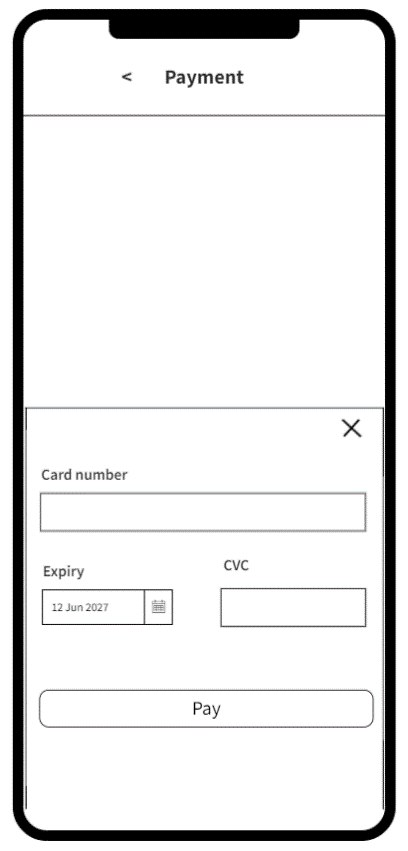 < Payment
Card number
Expiry
CVC
12 Jun 2027
Pay